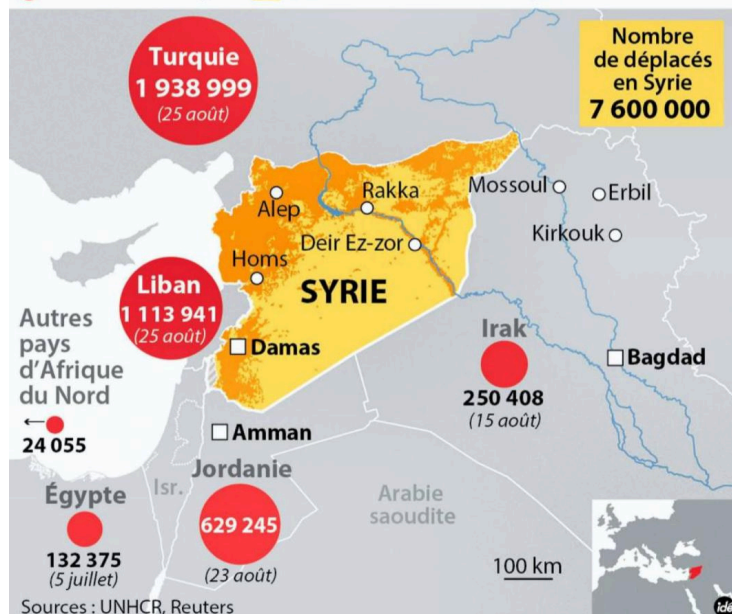 Turquie
1 938 999
(25 août)
Nombre
de déplacés
en Syrie
7 600 000
Mossoul
Erbil
Rakka
Alep
Kirkouk
Deir Ez-zor
Homs
SYRIE
Liban
1 113 941
(25 août)
Autres
pays
d'Afrique
du Nord
24 055
Irak
250 408
(15 août)
Damas
Bagdad
Amman
Jordanie
629 245
(23 août)
Isr.
Égypte
132 375
(5 juillet)
Arabie
saoudite
100 km
Sources : UNHCR, Reuters
idé